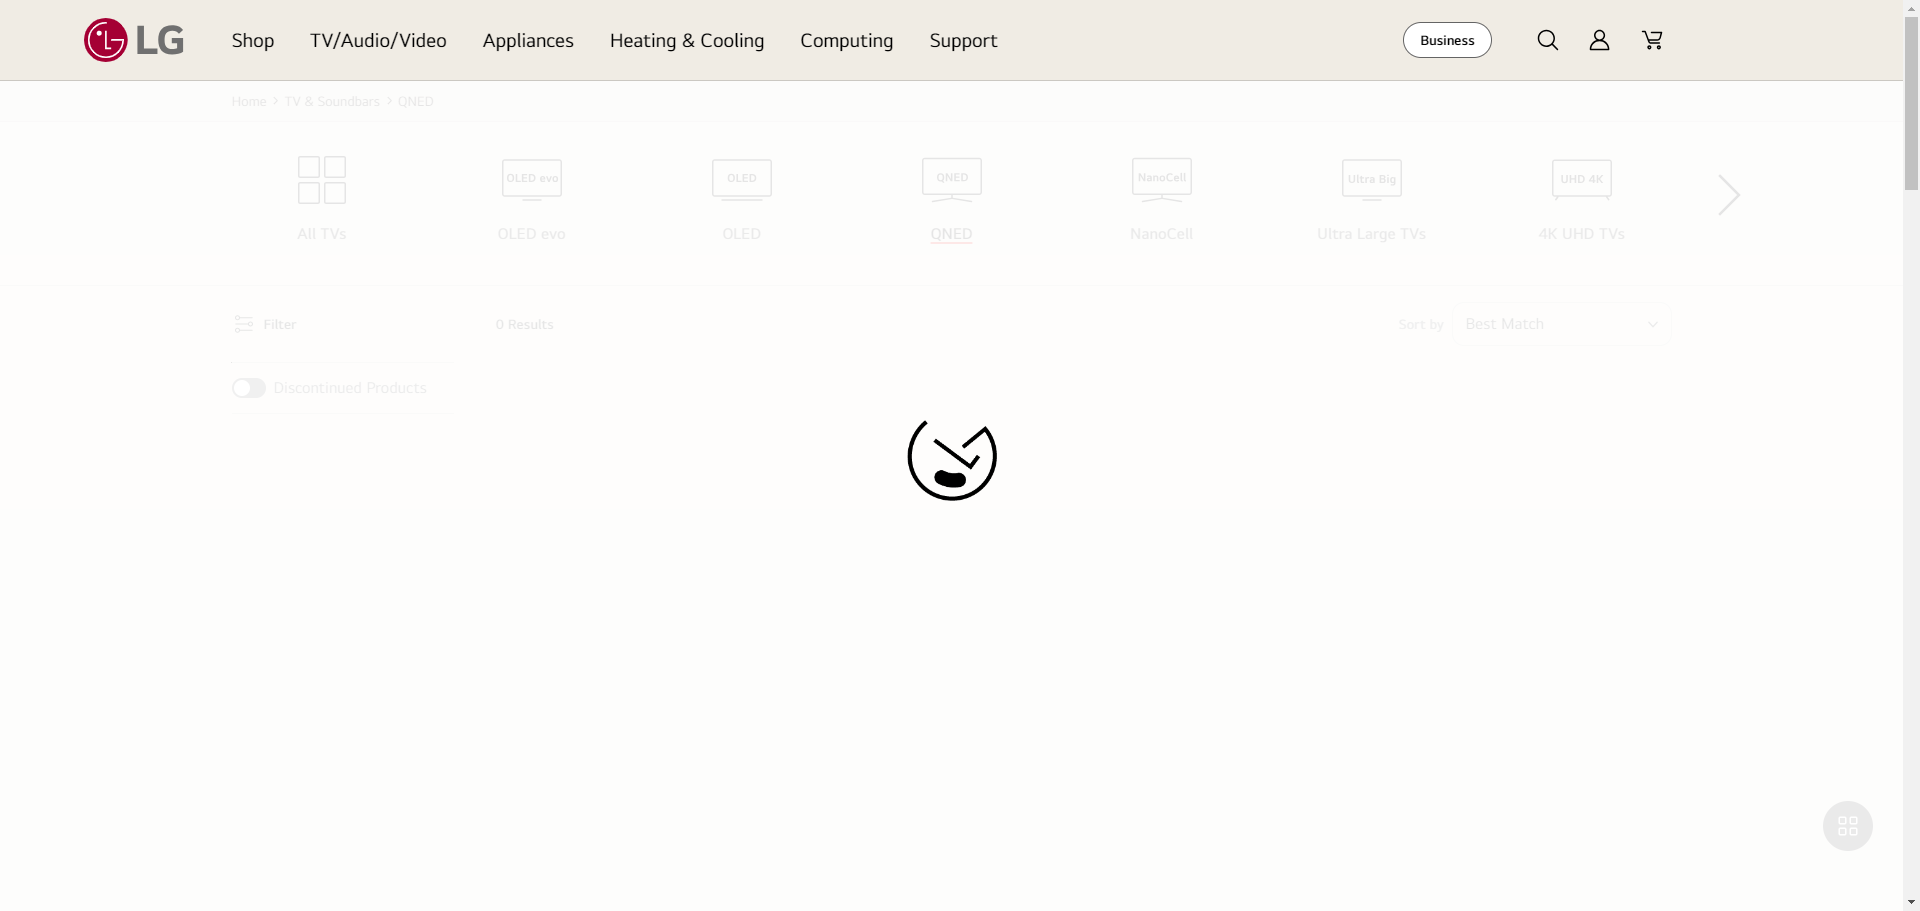 LG Shop TV/Audio/Video Appliances Heating & Cooling Computing Support Business
Home > TV & Soundbars > QNED
OLED evo OLED QNED NanoCell Ultra Big UHD 4K
All TVs OLED evo OLED QNED NanoCell Ultra Large TVs 4K UHD TVs
Filter 0 Results Sort by Best Match
Discontinued Products